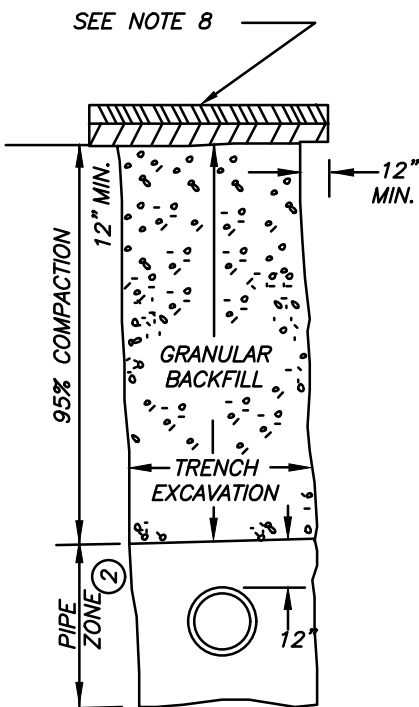 SEE NOTE 8
12" MIN.
12"
MIN.
95% COMPACTION
GRANULAR
BACKFILL
TRENCH
EXCAVATION
PIPE
ZONE
2
12"